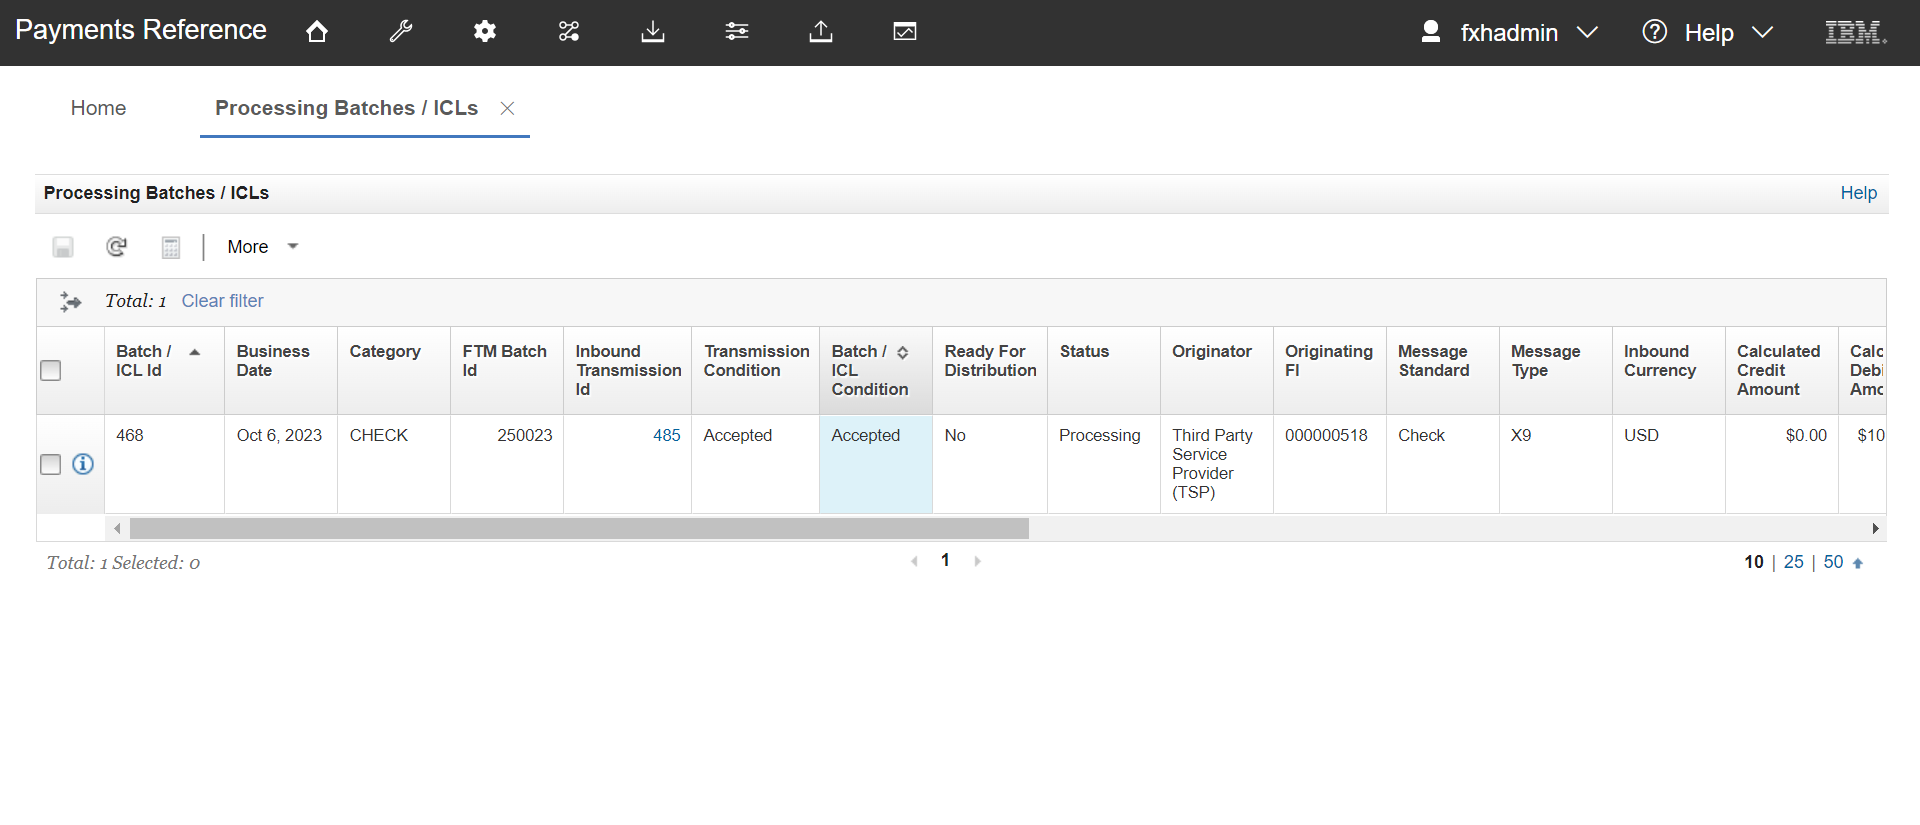 Payments Reference
fxhadmin
Help
IBM
Home
Processing Batches / ICLs
Processing Batches / ICLs
Help
More
Total: 1 Clear filter
Batch /
ICL Id
Business
Date
Category
FTM Batch
Id
Inbound
Transmission
Id
Transmission
Condition
Batch /
ICL
Condition
Ready For
Distribution
Status
Originator
Originating
FI
Message
Standard
Message
Type
Inbound
Currency
Calculated
Credit
Amount
Calc
Debi
Amo
468
Oct 6, 2023
CHECK
250023
485
Accepted
Accepted
No
Processing
Third Party
Service
Provider
(TSP)
000000518
Check
X9
USD
$0.00
$10
Total: 1 Selected: 0
1
10 | 25 | 50